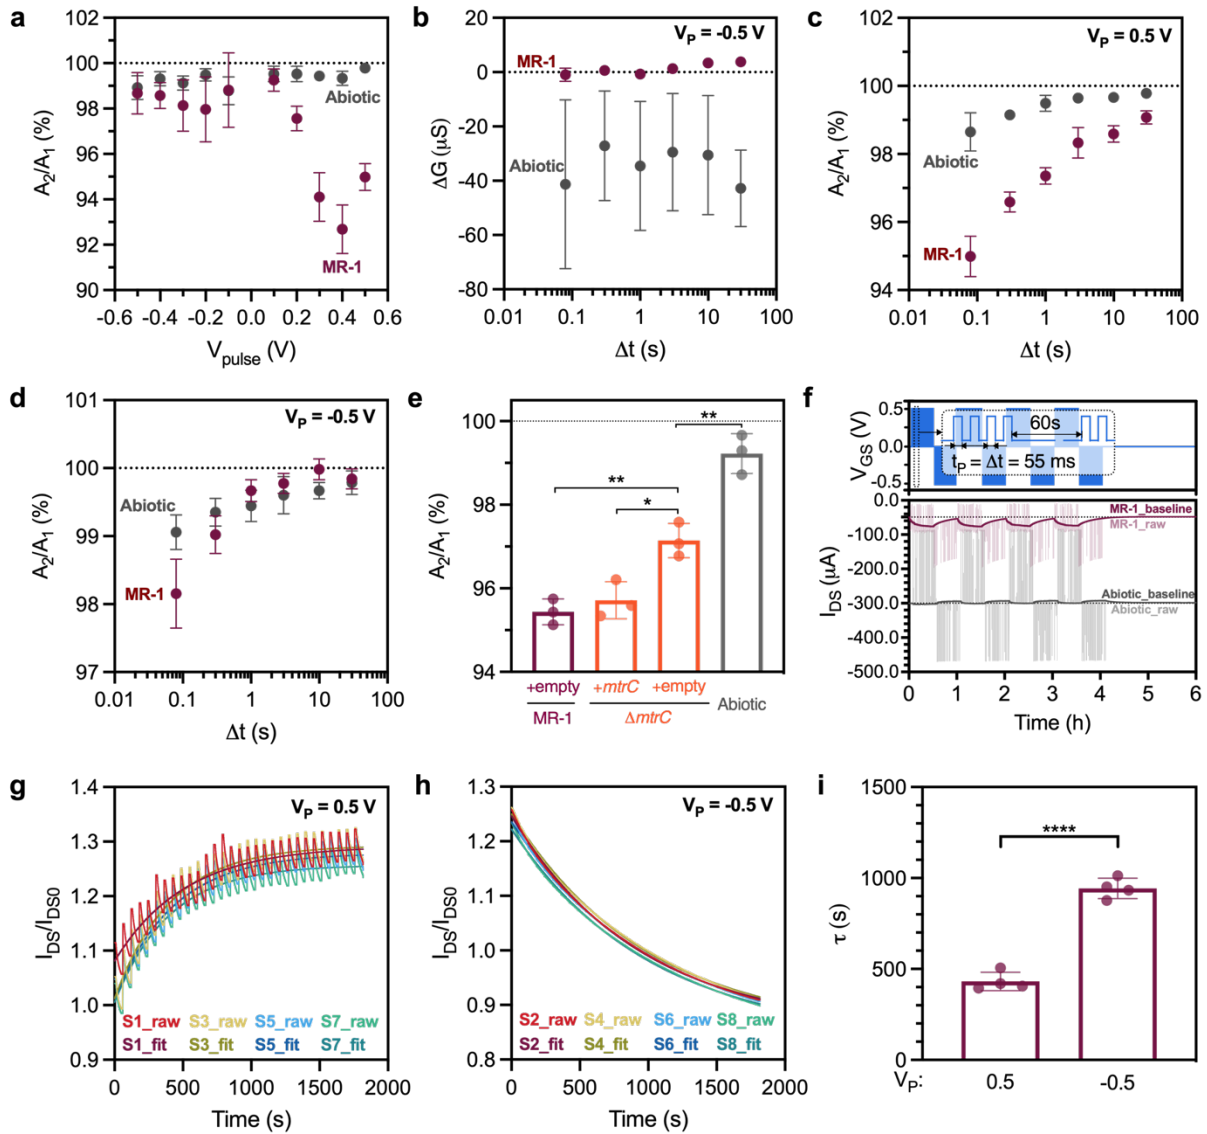 a
102
100
98
96
94
92
90
A2/A1 (%)
Abiotic
MR-1
-0.6 -0.4 -0.2 0.0 0.2 0.4 0.6
Vpulse (V)
b
VP = -0.5 V
20
0
-20
-40
-60
-80
ΔG (µS)
MR-1
Abiotic
0.01 0.1 1 10 100
Δt (s)
c
VP = 0.5 V
102
100
98
96
94
A2/A1 (%)
Abiotic
MR-1
0.01 0.1 1 10 100
Δt (s)
d
VP = -0.5 V
101
100
99
98
97
A2/A1 (%)
Abiotic
MR-1
0.01 0.1 1 10 100
Δt (s)
e
100
98
96
94
A2/A1 (%)
**
**
*
+empty +mtrC +empty Abiotic
MR-1 ΔmtrC
f
0.5
0.0
-0.5
VGS (V)
60s
tP = Δt = 55 ms
0.0
-100.0
-200.0
-300.0
-400.0
-500.0
IDS (µA)
MR-1_baseline
MR-1_raw
Abiotic_baseline
Abiotic_raw
0 1 2 3 4 5 6
Time (h)
g
VP = 0.5 V
1.4
1.3
1.2
1.1
1.0
0.9
IDS/IDS0
S1_raw S3_raw S5_raw S7_raw
S1_fit S3_fit S5_fit S7_fit
0 500 1000 1500 2000
Time (s)
h
VP = -0.5 V
1.3
1.2
1.1
1.0
0.9
0.8
IDS/IDS0
S2_raw S4_raw S6_raw S8_raw
S2_fit S4_fit S6_fit S8_fit
0 500 1000 1500 2000
Time (s)
i
1500
1000
500
0
τ (s)
****
VP: 0.5 -0.5